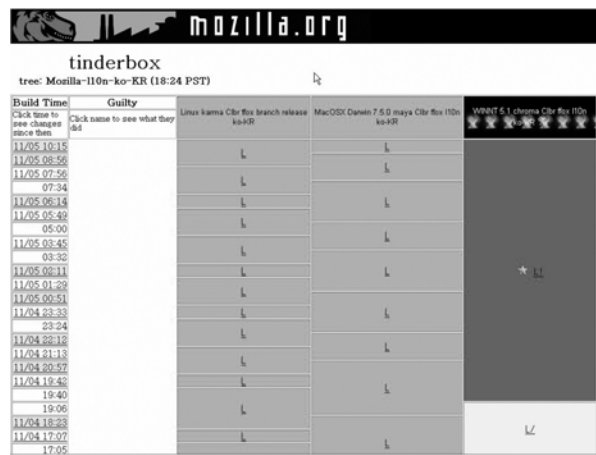 mozilla.org
tinderbox
tree: Mozilla-l10n-ko-KR (18:24 PST)
Build Time
Guilty
Linux karma Clbr ffox branch release ko-KR
MacOSX Darwin 7.5.0 maya Clbr ffox l10n ko-KR
WINNT 5.1 chroma Clbr ffox l10n ko-KR
Click time to
see changes
since then
Click name to see what they
did
11/05 10:15
L
L
11/05 08:56
L
11/05 07:56
L
07:34
L
11/05 06:14
L
11/05 05:49
L
05:00
L
11/05 03:45
L
03:32
L
11/05 02:11
L
L!
11/05 01:29
L
11/05 00:51
L
11/04 23:33
L
23:24
L
11/04 22:12
L
11/04 21:13
L
11/04 20:57
L
11/04 19:42
L
19:40
19:06
L
11/04 18:23
L
11/04 17:07
L/
17:05
L